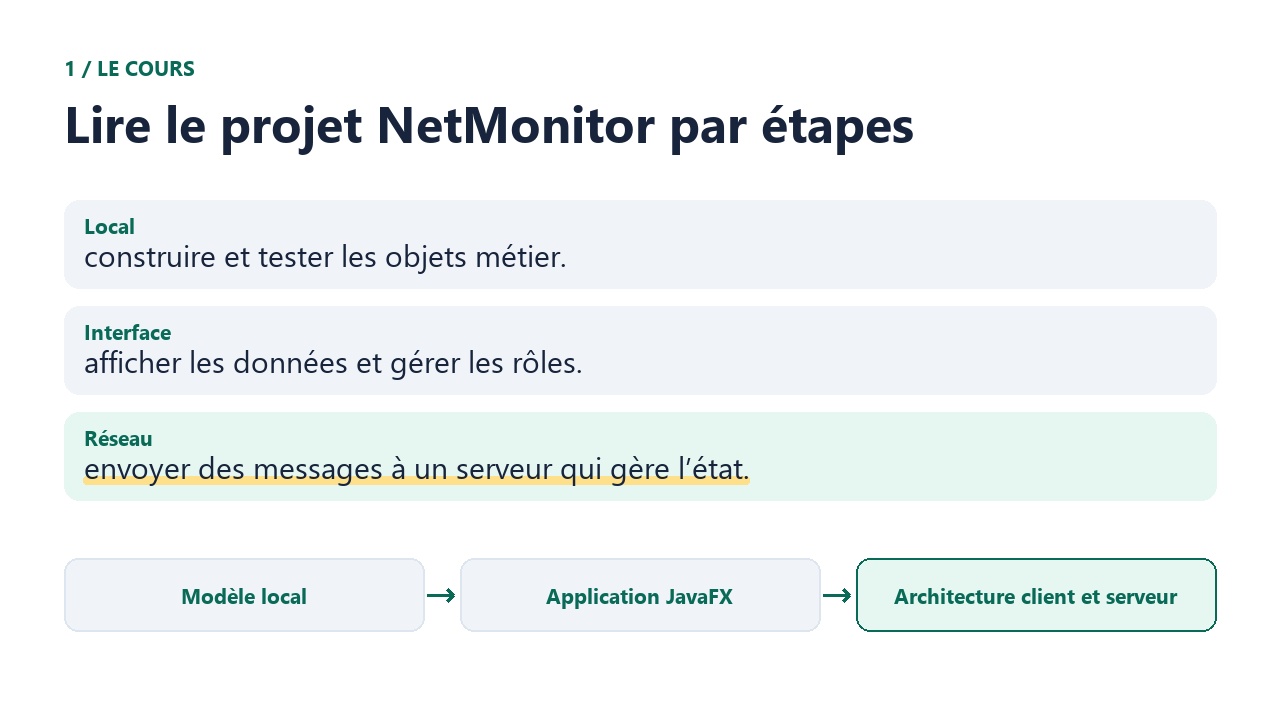 1 / LE COURS
Lire le projet NetMonitor par étapes
Local
construire et tester les objets métier.
Interface
afficher les données et gérer les rôles.
Réseau
envoyer des messages à un serveur qui gère l’état.
Modèle local → Application JavaFX → Architecture client et serveur